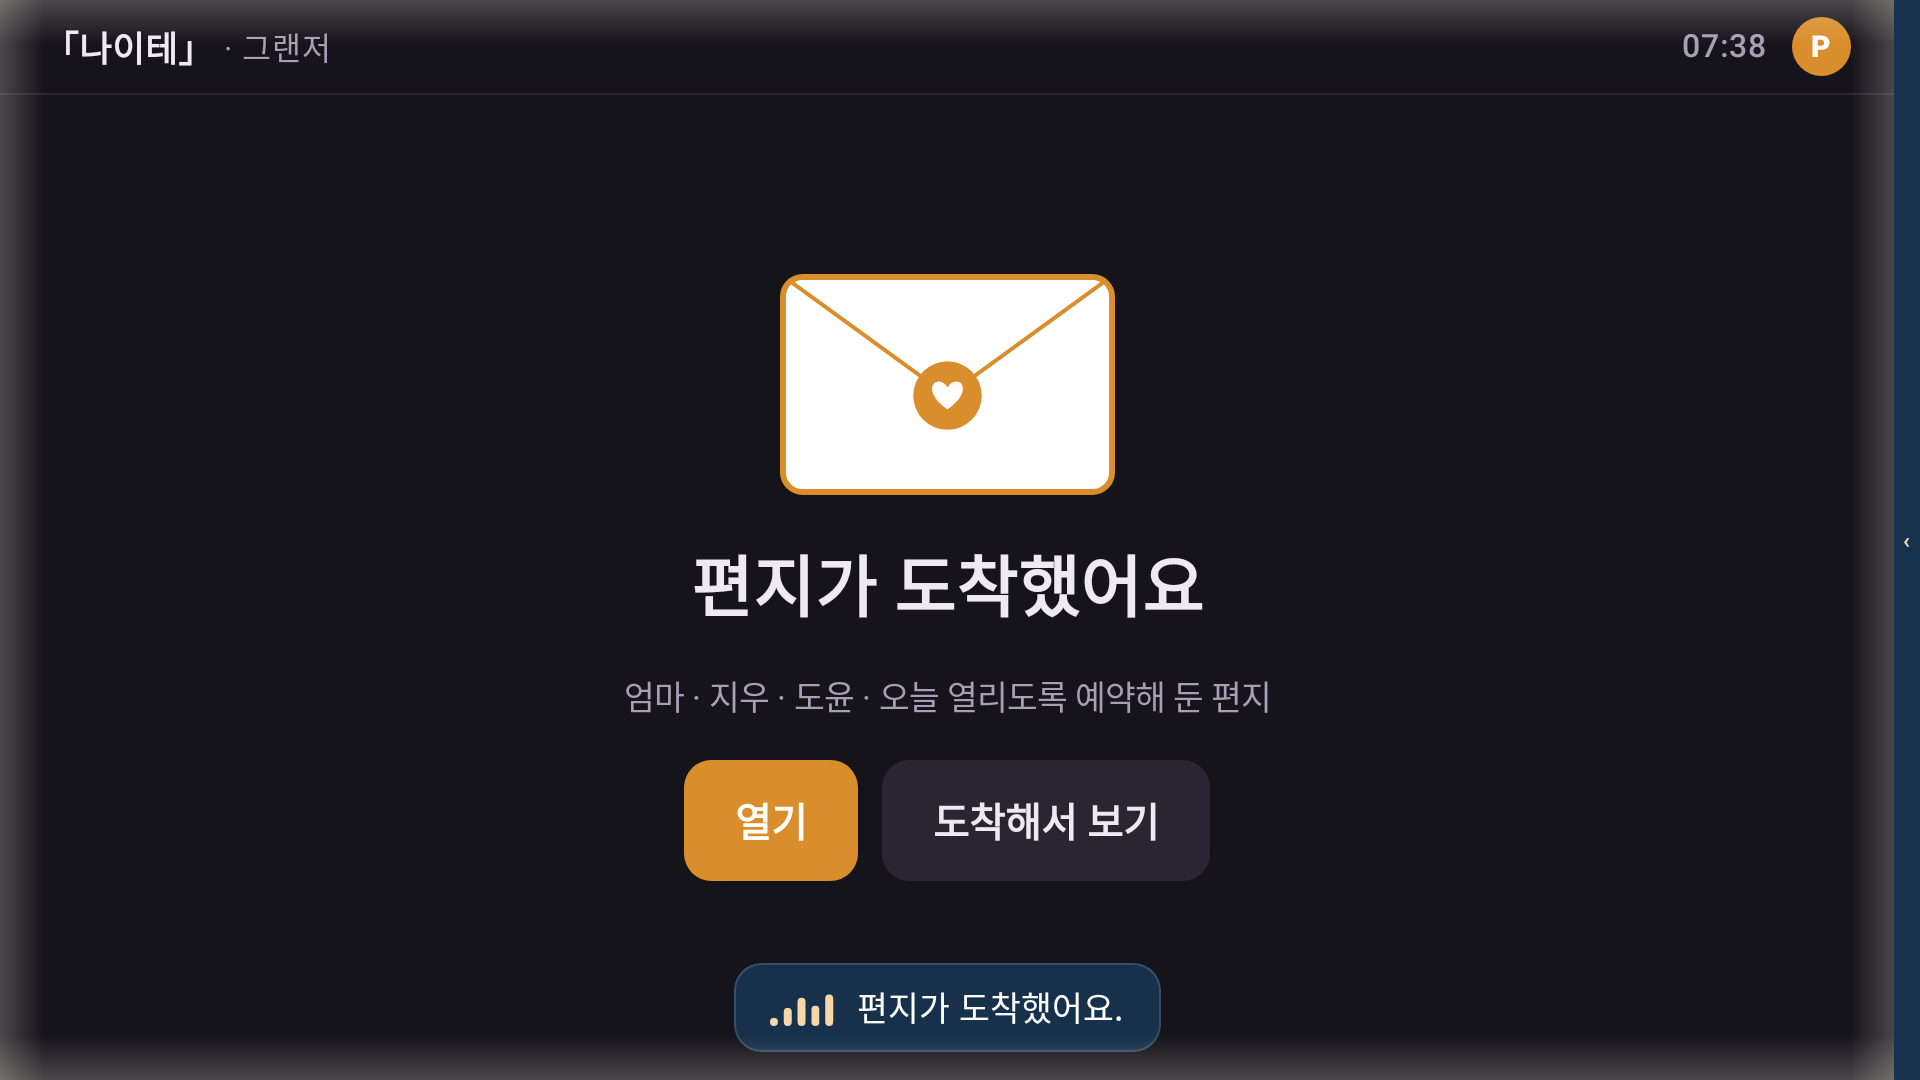 「나이테」 · 그랜저
07:38
P
편지가 도착했어요
엄마 · 지우 · 도윤 · 오늘 열리도록 예약해 둔 편지
열기
도착해서 보기
편지가 도착했어요.